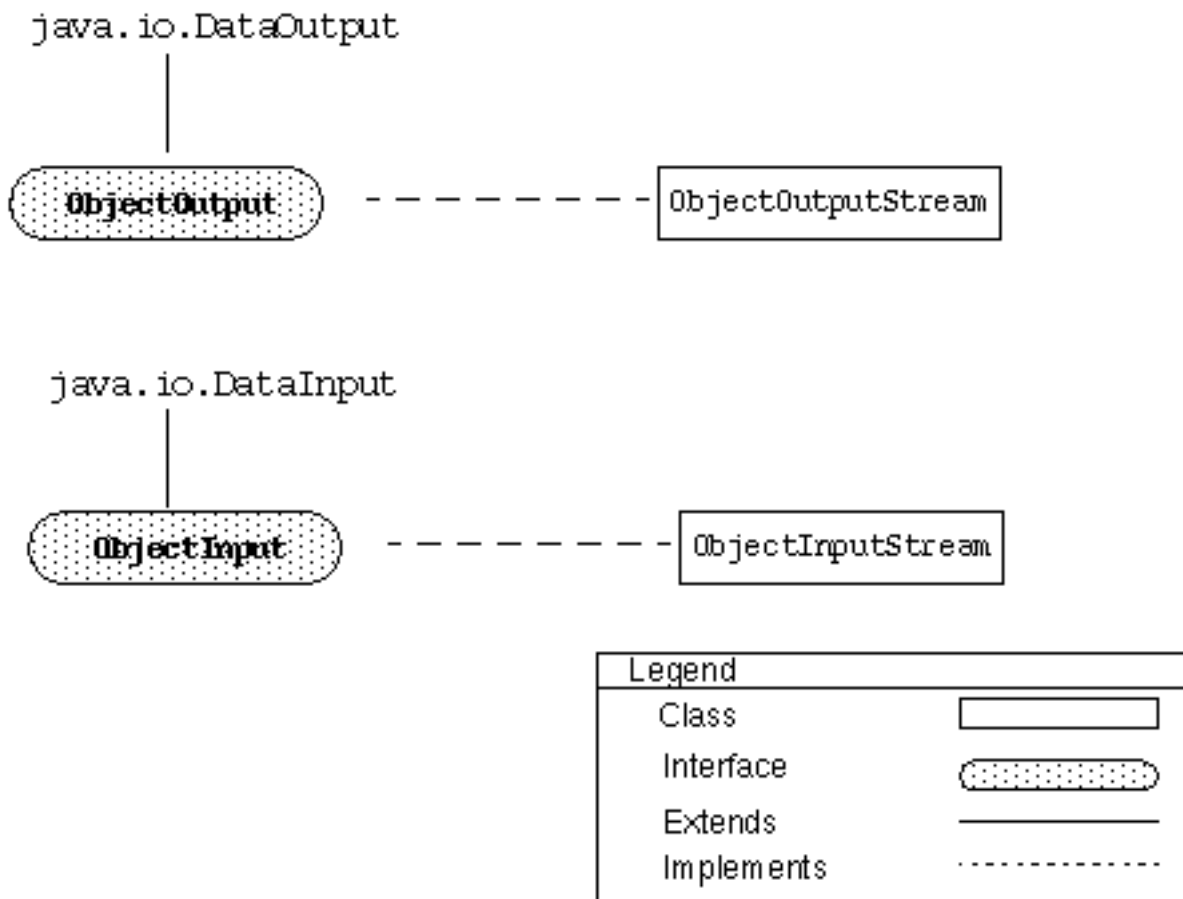 java.io.DataOutput
ObjectOutput
ObjectOutputStream
java.io.DataInput
ObjectInput
ObjectInputStream
Legend
Class
Interface
Extends
Implements